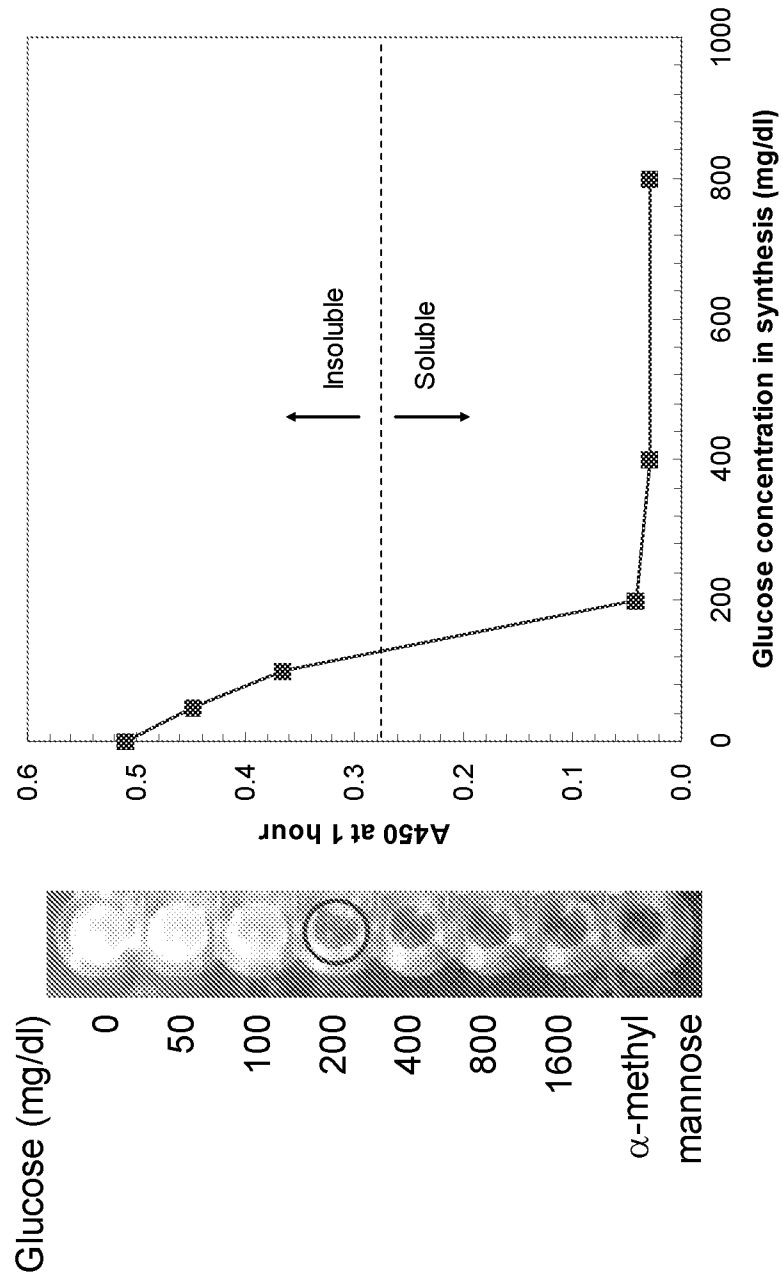 Glucose (mg/dl)
0
50
100
200
400
800
1600
α-methyl
mannose
A450 at 1 hour
0.6
0.5
0.4
0.3
0.2
0.1
0.0
Insoluble
Soluble
0
200
400
600
800
1000
Glucose concentration in synthesis (mg/dl)